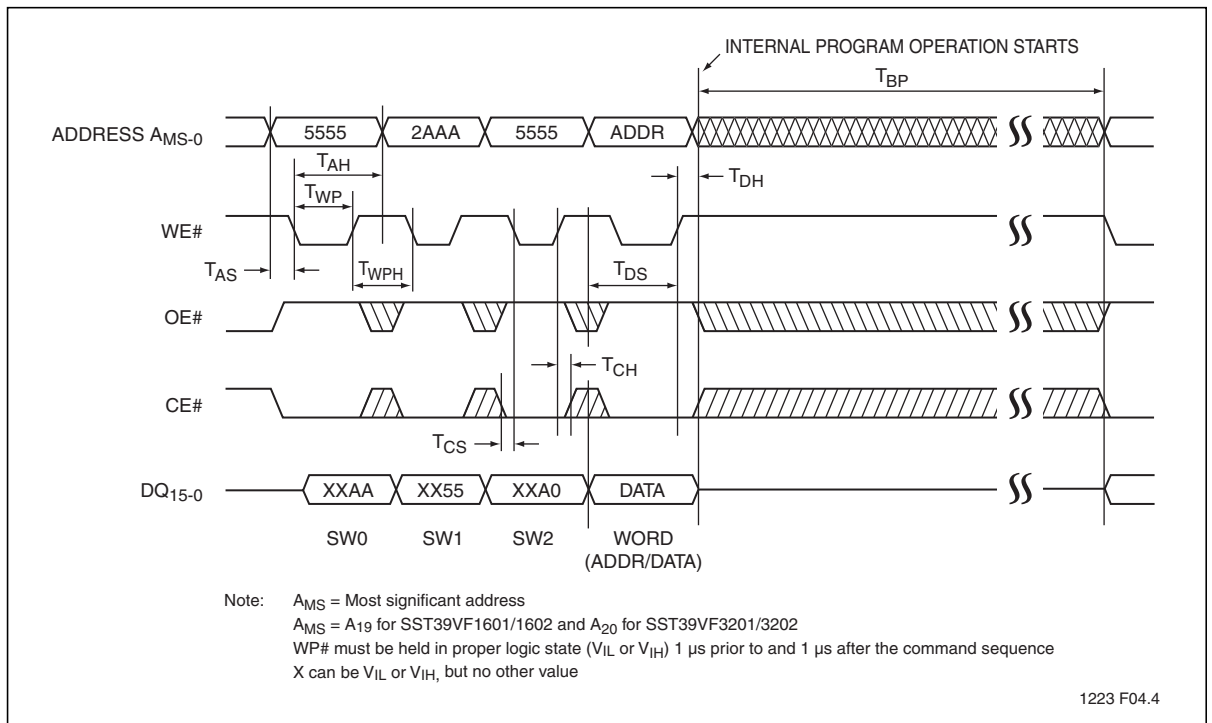 INTERNAL PROGRAM OPERATION STARTS
TBP
ADDRESS AMS-0
5555
2AAA
5555
ADDR
TAH
TDH
TWP
WE#
TAS
TWPH
TDS
OE#
TCH
CE#
TCS
DQ15-0
XXAA
XX55
XXA0
DATA
SW0
SW1
SW2
WORD
(ADDR/DATA)
Note: AMS = Most significant address
AMS = A19 for SST39VF1601/1602 and A20 for SST39VF3201/3202
WP# must be held in proper logic state (VIL or VIH) 1 µs prior to and 1 µs after the command sequence
X can be VIL or VIH, but no other value
1223 F04.4